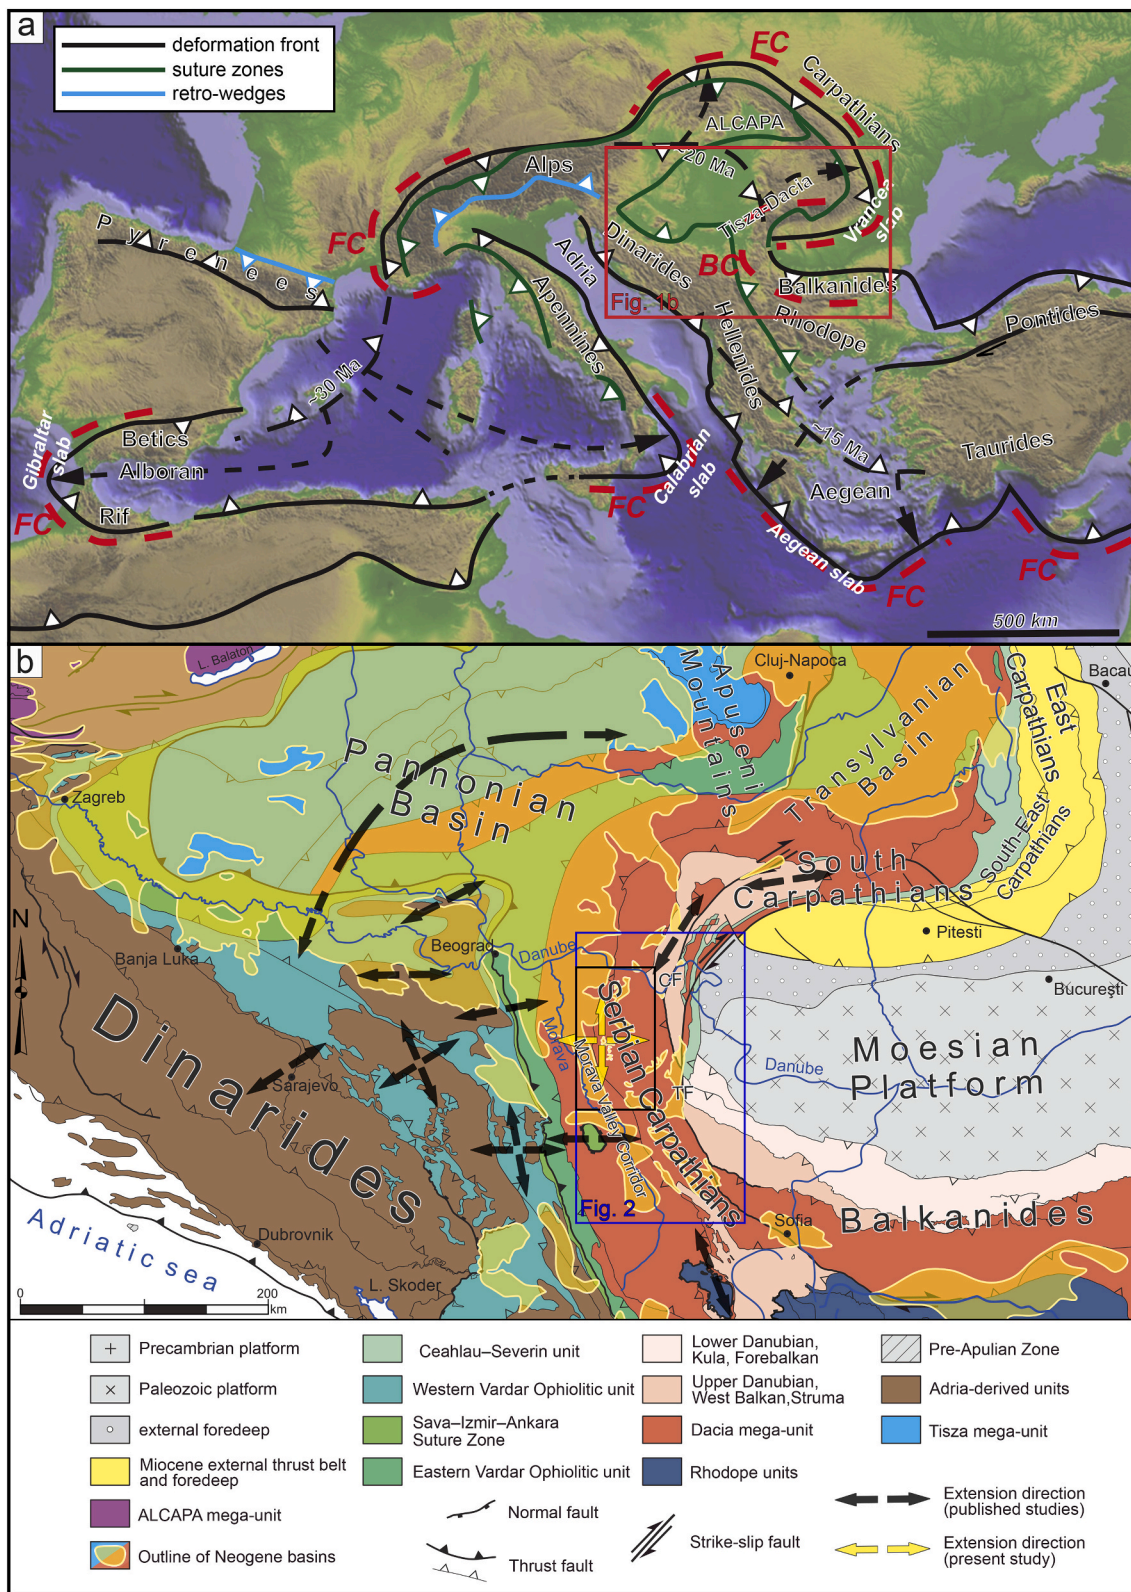 a
deformation front
suture zones
retro-wedges
FC
Carpathians
ALCAPA
~20 Ma
Alps
Tisza-Dacia
Vrancea
slab
Pyrenees
FC
Adria
Dinarides
BC
Balkanides
Fig. 1b
Rhodope
Pontides
Apennines
Hellenides
~30 Ma
~15 Ma
Gibraltar
slab
Betics
Alboran
Taurides
Calabrian
slab
Aegean
Rif
FC
FC
Aegean slab
FC
FC
500 km
b
L. Balaton
Apuseni
Mountains
Cluj-Napoca
Bacau
East
Carpathians
Transylvanian
Basin
Pannonian
Basin
Zagreb
South-East
Carpathians
South
Carpathians
N
Banja Luka
Beograd
Danube
Pitesti
CF
Bucureşti
Serbian Carpathians
Morava
Morava Valley Corridor
Moesian
Platform
Danube
Sarajevo
TF
Dinarides
Fig. 2
Sofia
Balkanides
Adriatic sea
Dubrovnik
L. Skoder
0
200
km
Precambrian platform
Paleozoic platform
external foredeep
Miocene external thrust belt
and foredeep
ALCAPA mega-unit
Outline of Neogene basins
Ceahlau–Severin unit
Western Vardar Ophiolitic unit
Sava–Izmir–Ankara
Suture Zone
Eastern Vardar Ophiolitic unit
Normal fault
Thrust fault
Lower Danubian,
Kula, Forebalkan
Upper Danubian,
West Balkan,Struma
Dacia mega-unit
Rhodope units
Strike-slip fault
Pre-Apulian Zone
Adria-derived units
Tisza mega-unit
Extension direction
(published studies)
Extension direction
(present study)